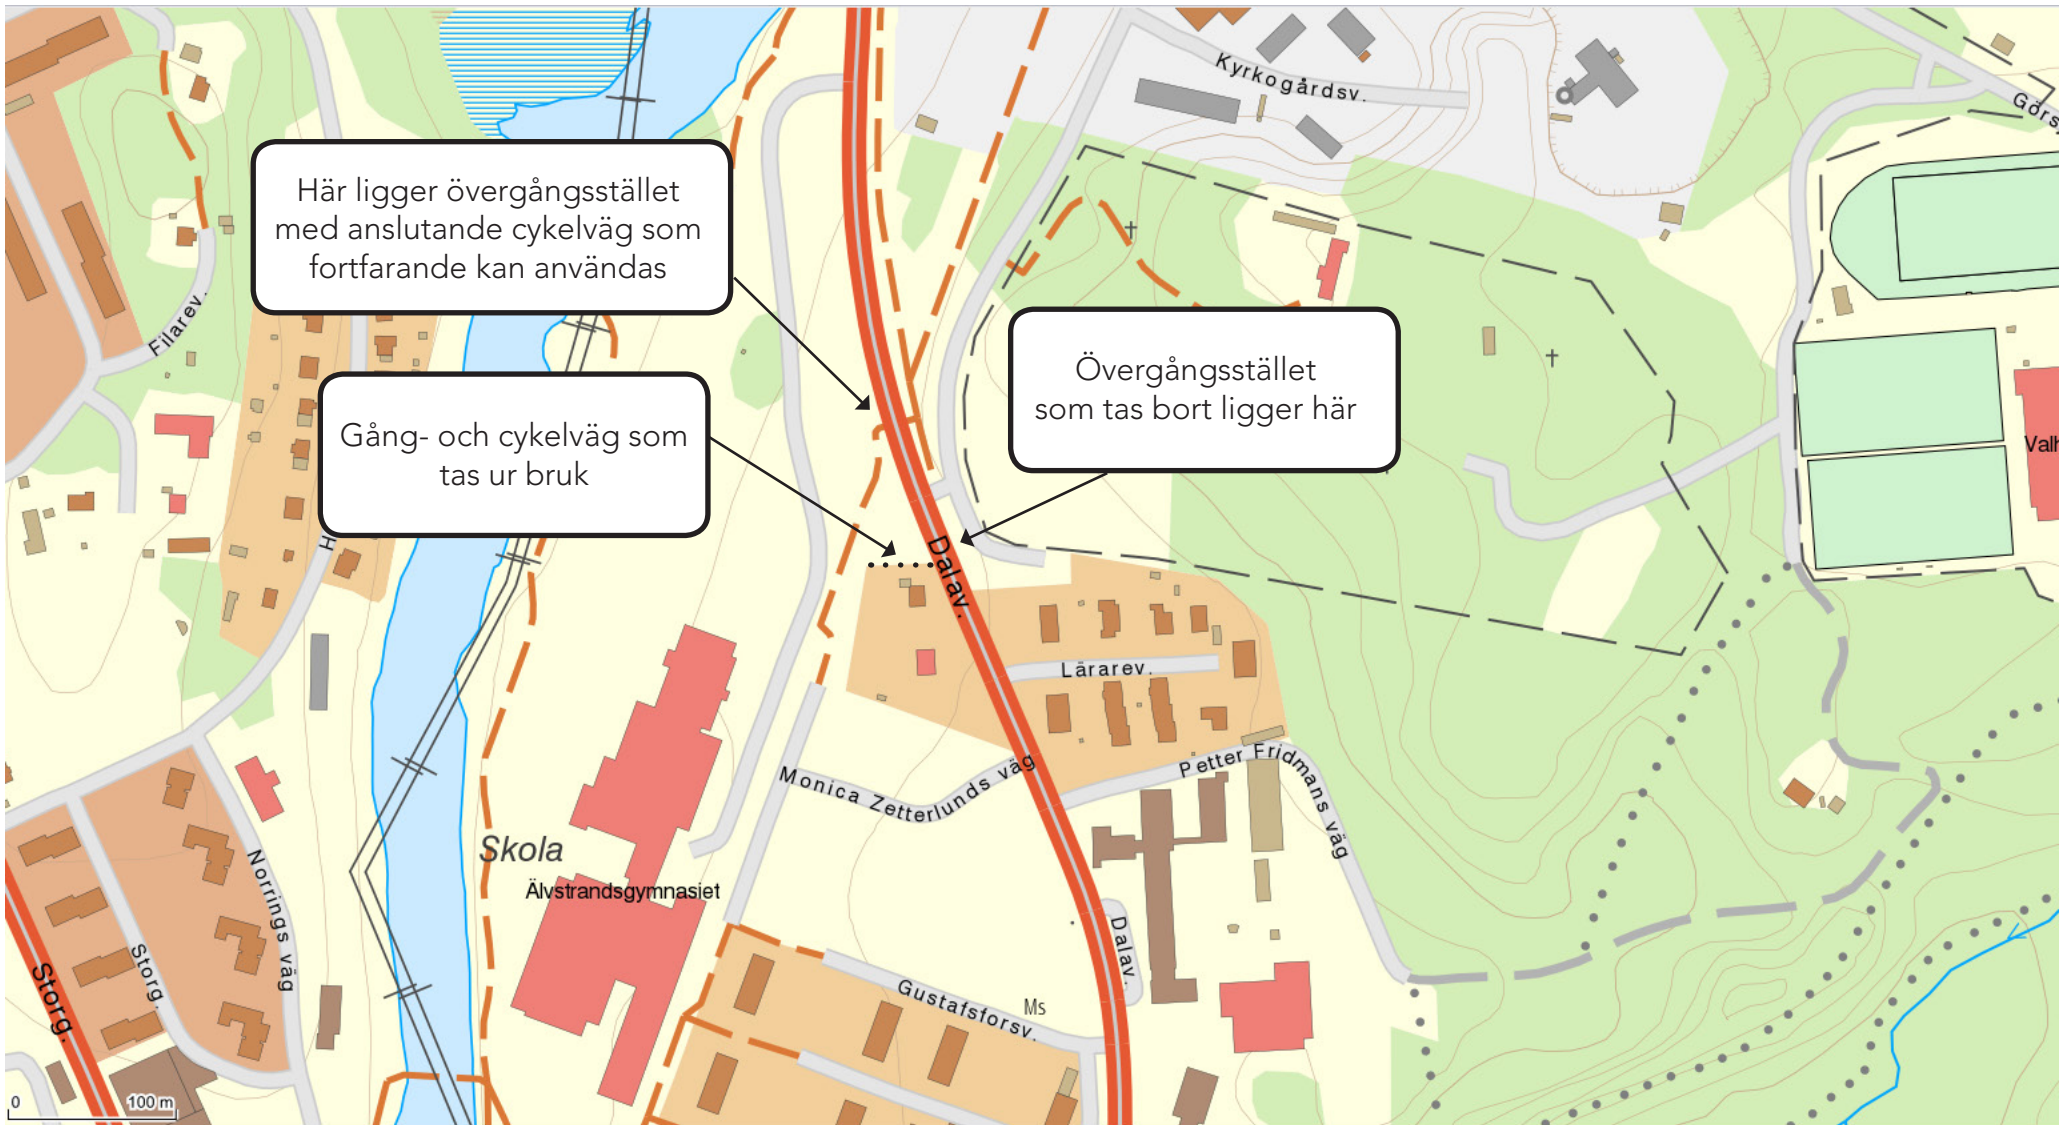 Kyrkogårdsv.
Här ligger övergångsstället
med anslutande cykelväg som
fortfarande kan användas
Filarev.
Övergångsstället
som tas bort ligger här
Gång- och cykelväg som
tas ur bruk
H
Valh
Görs
Dalav.
Lärarev.
Monica Zetterlunds väg
Petter Fridmans väg
Skola
Älvstrandsgymnasiet
Norrings väg
Storg.
Storg.
Dalav.
Gustafsforsv.
Ms
0
100 m